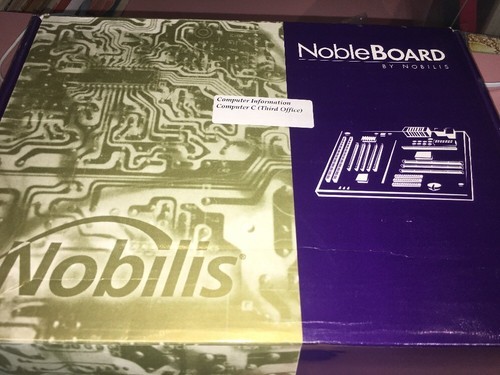 NobleBOARD
BY NOBILIS
Computer Information
Computer C (Third Office)
Nobilis